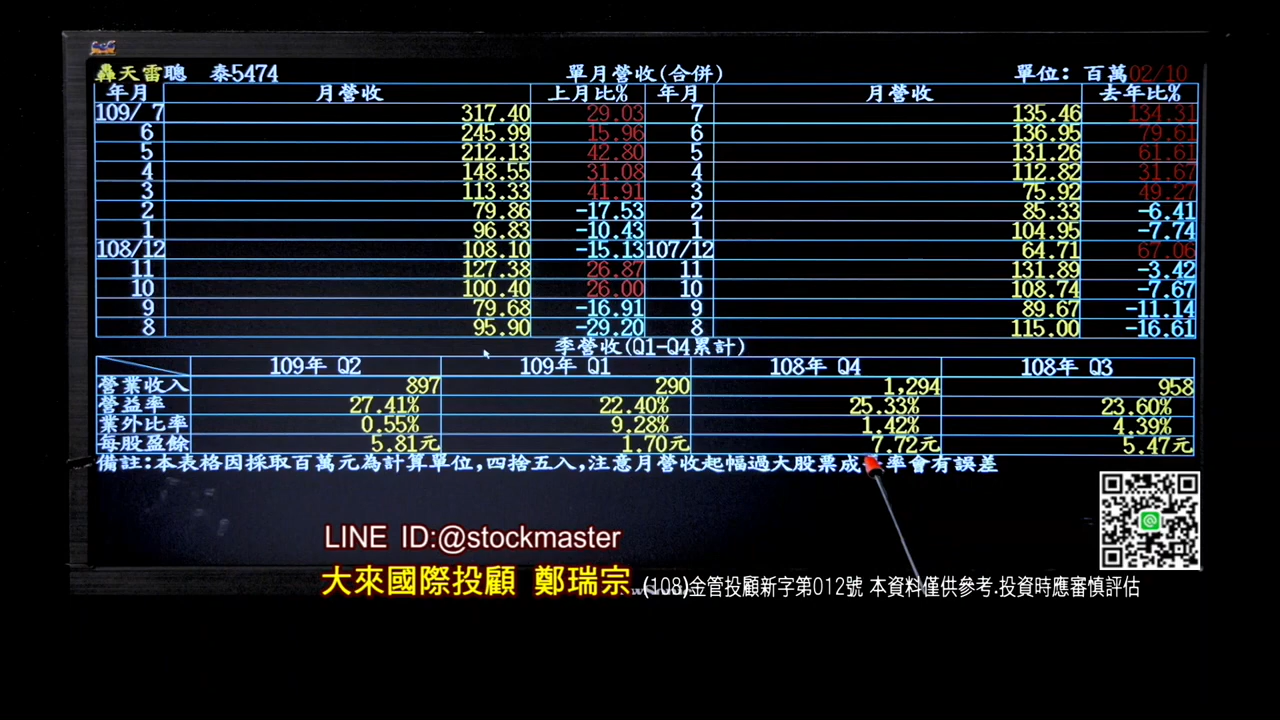 轟天雷聰 泰5474 單月營收(合併) 單位: 百萬02/10
年月 月營收 上月比% 年月 月營收 去年比%
109/ 7 317.40 29.03 7 135.46 134.31
6 245.99 15.96 6 136.95 79.61
5 212.13 42.80 5 131.26 61.61
4 148.55 31.08 4 112.82 31.67
3 113.33 41.91 3 75.92 49.27
2 79.86 -17.53 2 85.33 -6.41
1 96.83 -10.43 1 104.95 -7.74
108/12 108.10 -15.13 107/12 64.71 67.06
11 127.38 26.87 11 131.89 -3.42
10 100.40 26.00 10 108.74 -7.67
9 79.68 -16.91 9 89.67 -11.14
8 95.90 -29.20 8 115.00 -16.61
季營收(Q1-Q4累計)
109年 Q2 109年 Q1 108年 Q4 108年 Q3
營業收入 897 290 1,294 958
營益率 27.41% 22.40% 25.33% 23.60%
業外比率 0.55% 9.28% 1.42% 4.39%
每股盈餘 5.81元 1.70元 7.72元 5.47元
備註:本表格因採取百萬元為計算單位,四捨五入,注意月營收起幅過大股票成 率會有誤差
LINE ID:@stockmaster
大來國際投顧 鄭瑞宗 (108)金管投顧新字第012號 本資料僅供參考.投資時應審慎評估